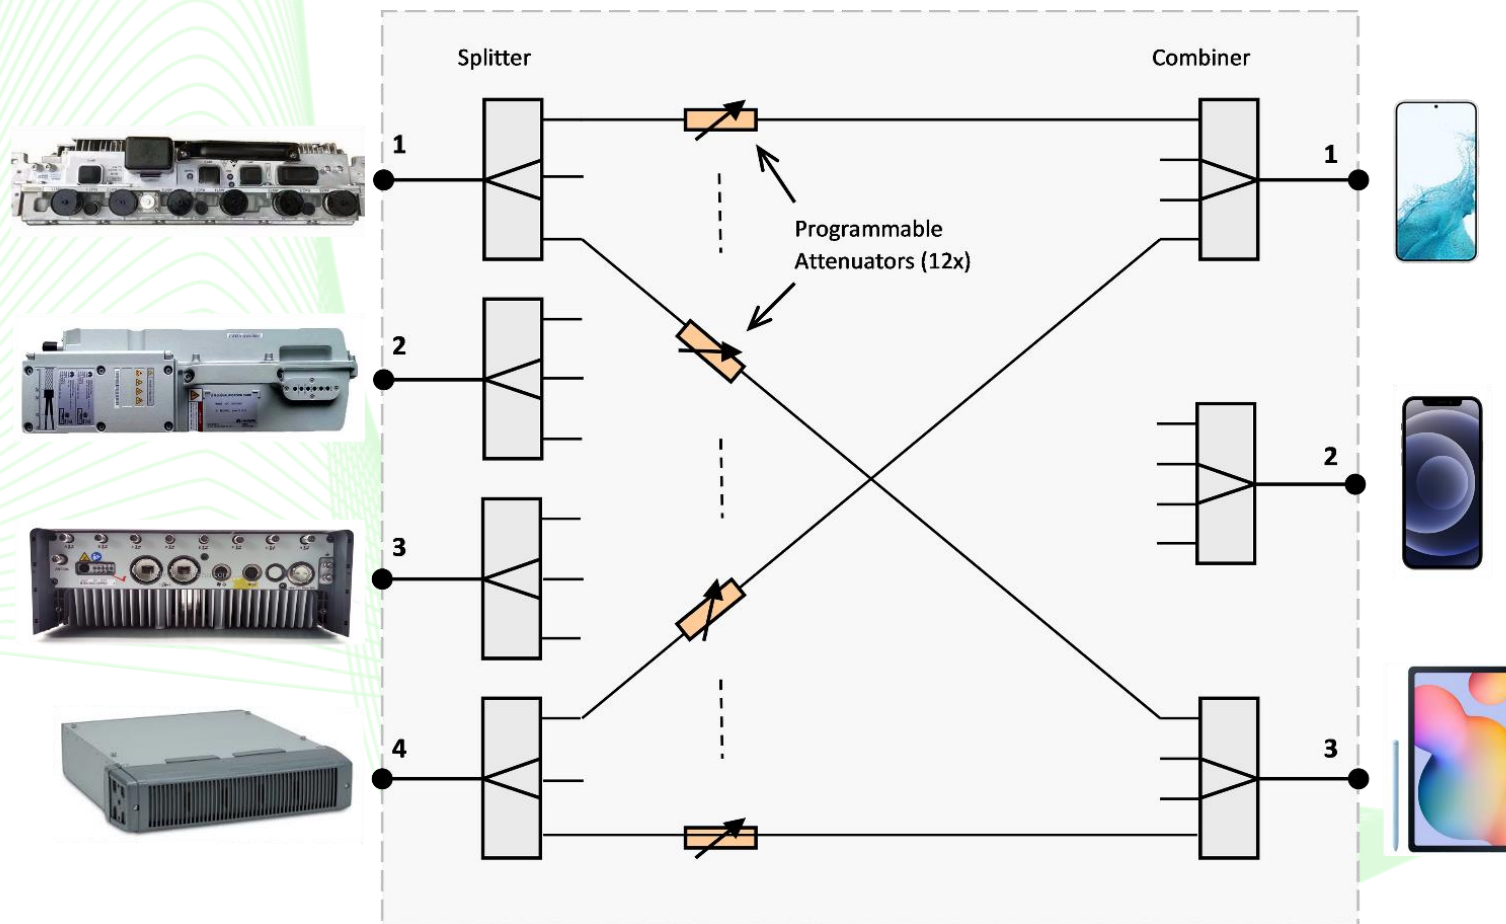 Splitter
Combiner
1
1
Programmable
Attenuators (12x)
2
2
3
4
3